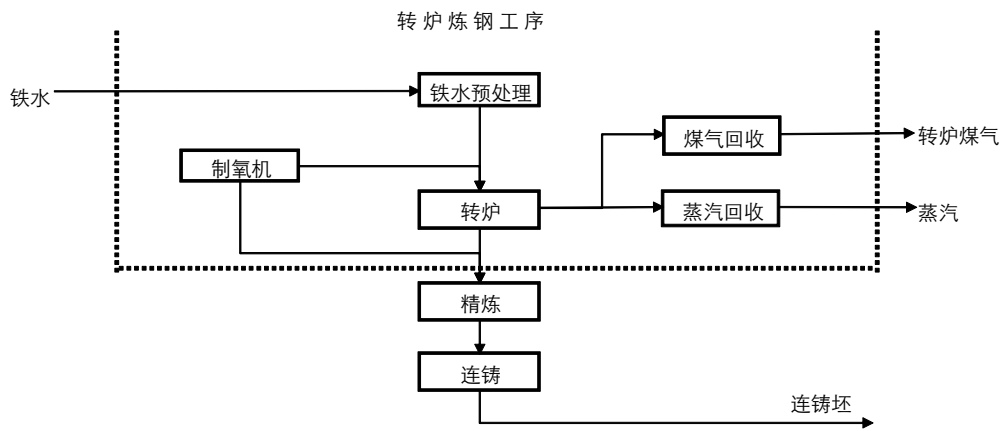 转炉炼钢工序
铁水预处理
铁水
煤气回收
转炉煤气
制氧机
转炉
蒸汽回收
蒸汽
精炼
连铸
连铸坯